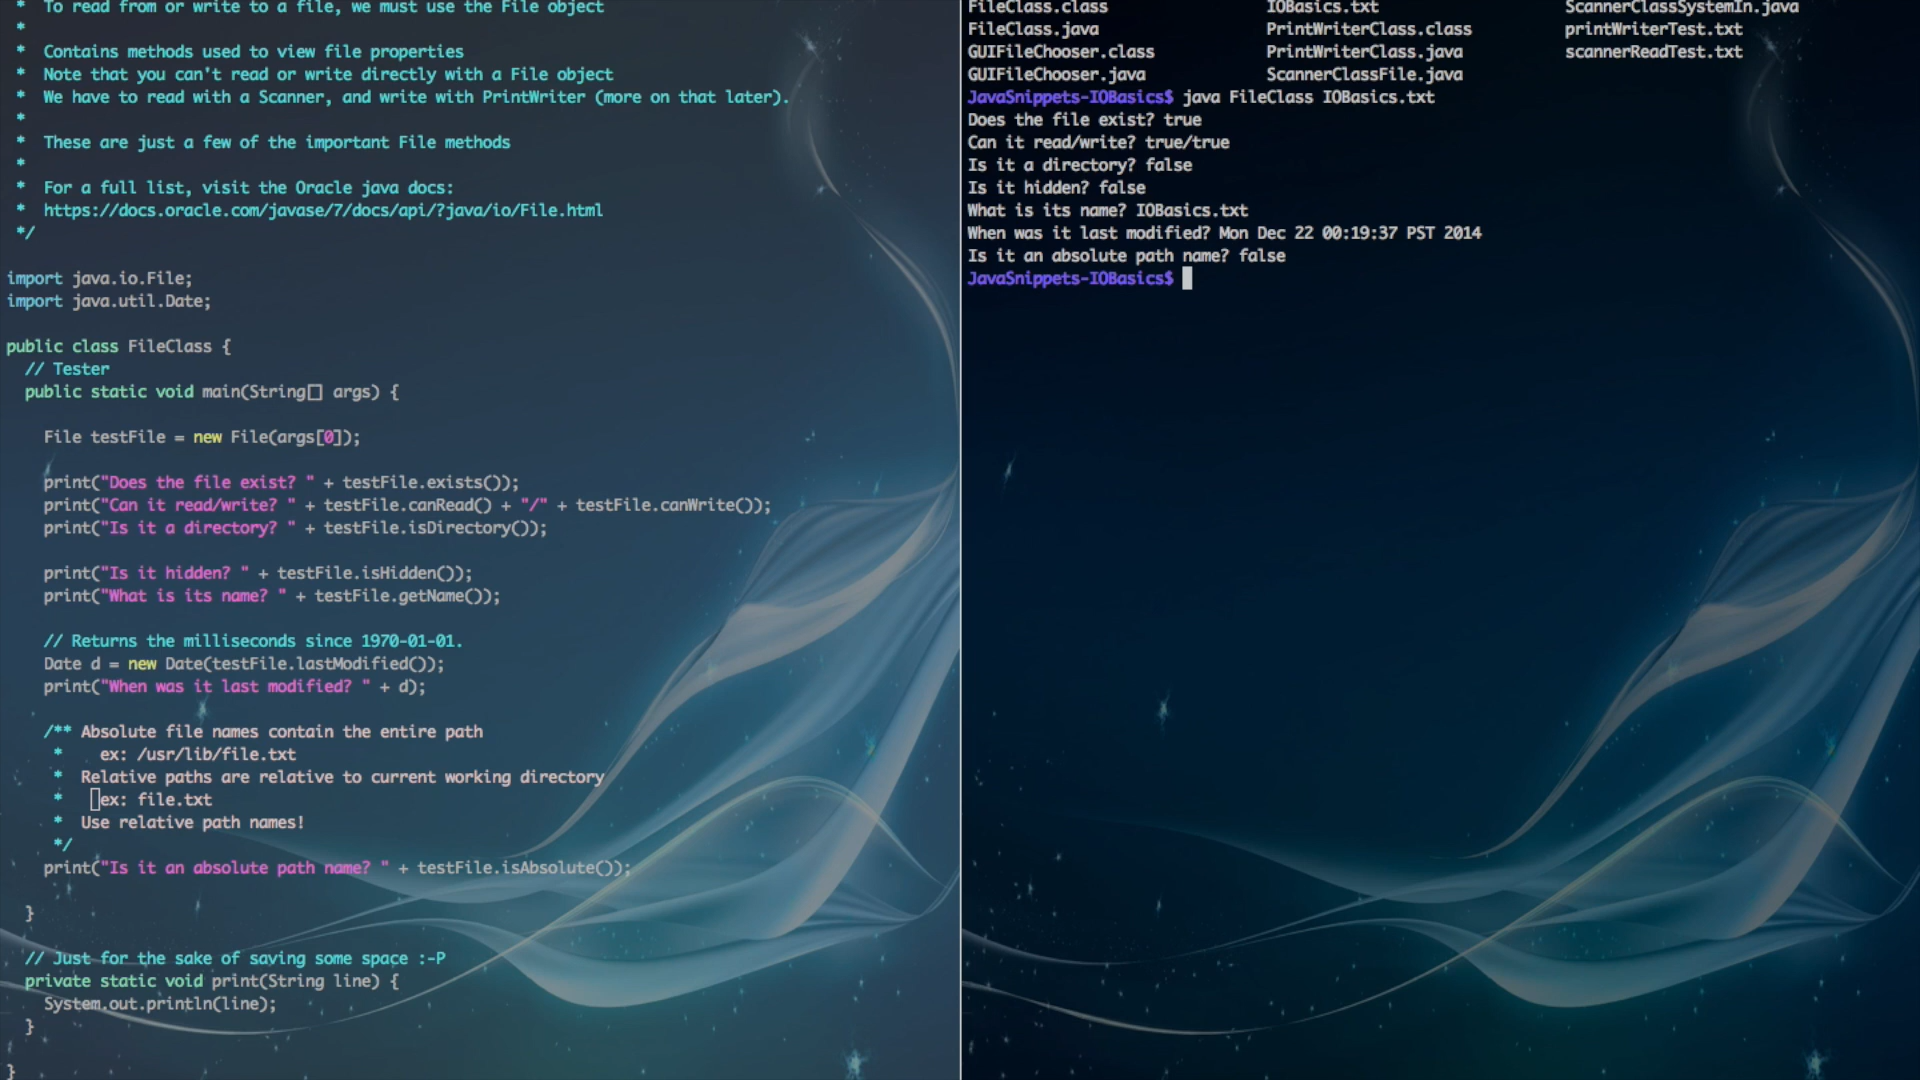 *  To read from or write to a file, we must use the File object
*
*  Contains methods used to view file properties
*  Note that you can't read or write directly with a File object
*  We have to read with a Scanner, and write with PrintWriter (more on that later).
*
*  These are just a few of the important File methods
*
*  For a full list, visit the Oracle java docs:
*  https://docs.oracle.com/javase/7/docs/api/?java/io/File.html
*/
import java.io.File;
import java.util.Date;
public class FileClass {
// Tester
public static void main(String[] args) {
File testFile = new File(args[0]);
print("Does the file exist? " + testFile.exists());
print("Can it read/write? " + testFile.canRead() + "/" + testFile.canWrite());
print("Is it a directory? " + testFile.isDirectory());
print("Is it hidden? " + testFile.isHidden());
print("What is its name? " + testFile.getName());
// Returns the milliseconds since 1970-01-01.
Date d = new Date(testFile.lastModified());
print("When was it last modified? " + d);
/** Absolute file names contain the entire path
*    ex: /usr/lib/file.txt
*  Relative paths are relative to current working directory
*    ex: file.txt
*  Use relative path names!
*/
print("Is it an absolute path name? " + testFile.isAbsolute());
}
// Just for the sake of saving some space :-P
private static void print(String line) {
System.out.println(line);
}
}
FileClass.class IOBasics.txt ScannerClassSystemIn.java
FileClass.java PrintWriterClass.class printWriterTest.txt
GUIFileChooser.class PrintWriterClass.java scannerReadTest.txt
GUIFileChooser.java ScannerClassFile.java
JavaSnippets-IOBasics$ java FileClass IOBasics.txt
Does the file exist? true
Can it read/write? true/true
Is it a directory? false
Is it hidden? false
What is its name? IOBasics.txt
When was it last modified? Mon Dec 22 00:19:37 PST 2014
Is it an absolute path name? false
JavaSnippets-IOBasics$